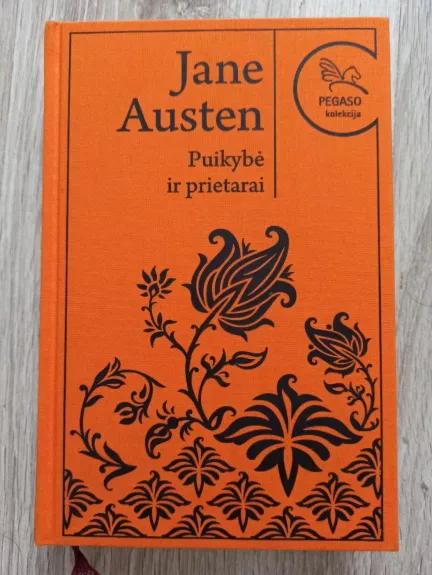 Jane
Austen
Puikybė
ir prietarai
PEGASO
kolekcija